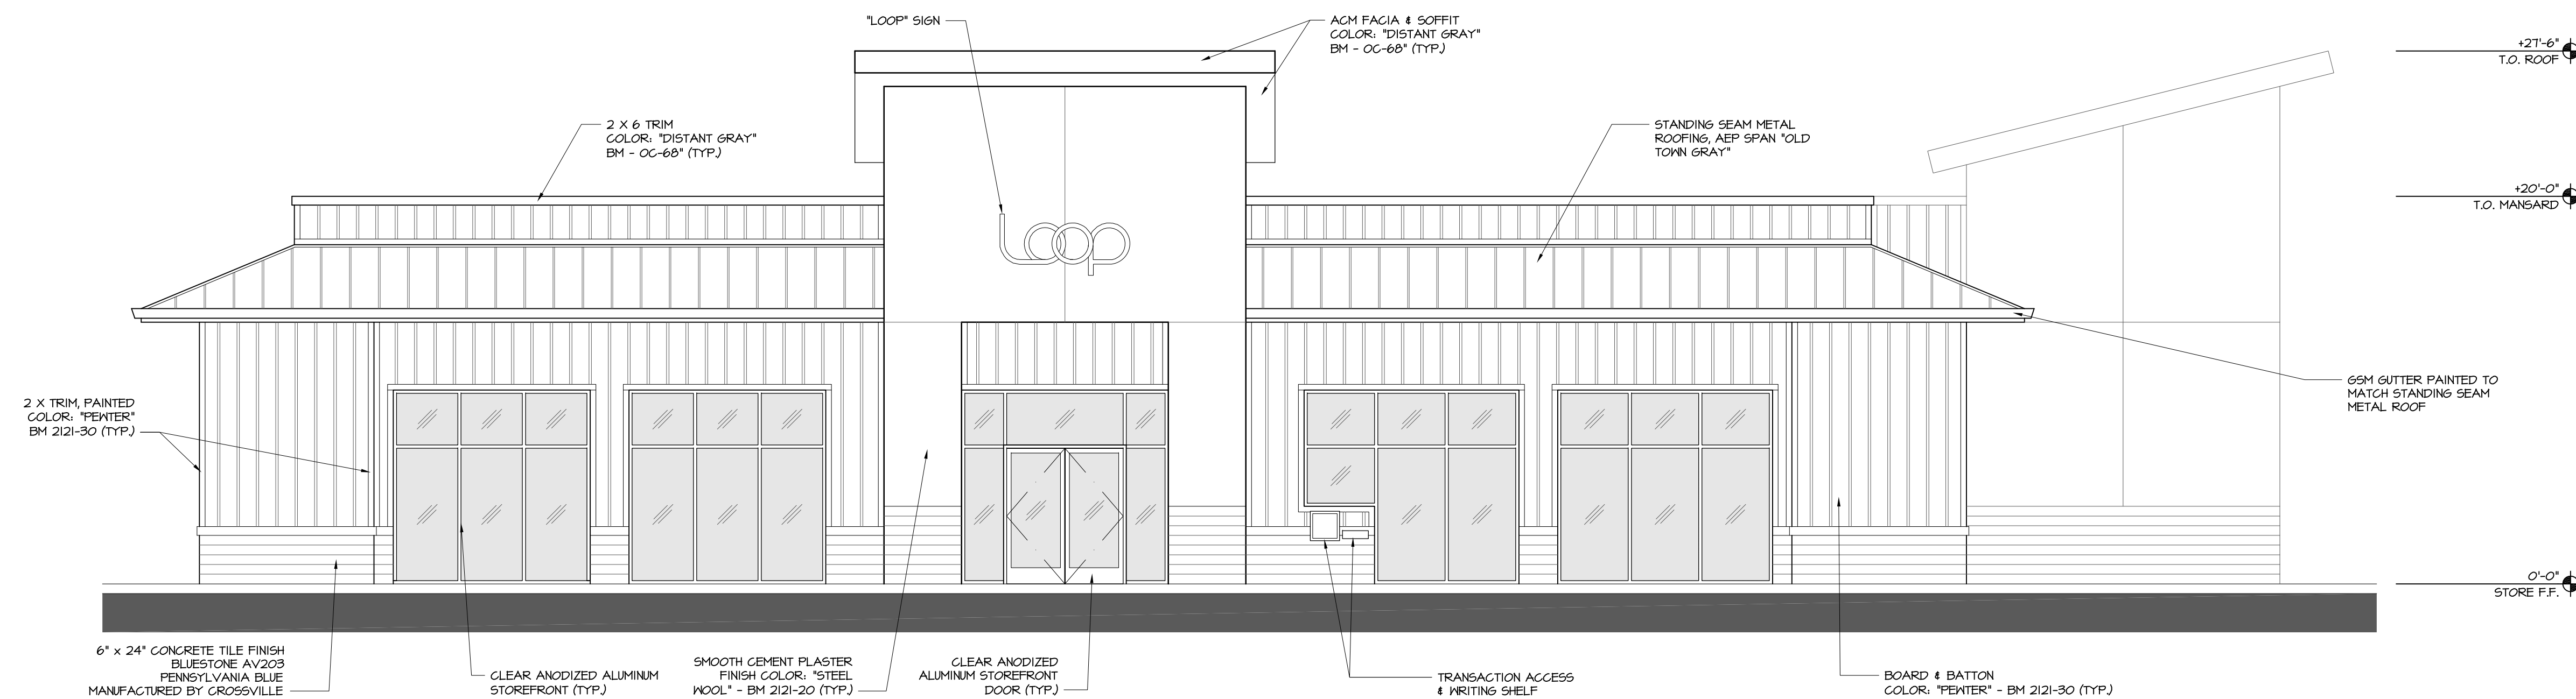 "LOOP" SIGN
ACM FACIA & SOFFIT
COLOR: "DISTANT GRAY"
BM - OC-68" (TYP.)
+27'-6"
T.O. ROOF
2 X 6 TRIM
COLOR: "DISTANT GRAY"
BM - OC-68" (TYP.)
STANDING SEAM METAL
ROOFING, AEP SPAN "OLD
TOWN GRAY"
+20'-0"
T.O. MANSARD
Loop
GSM GUTTER PAINTED TO
MATCH STANDING SEAM
METAL ROOF
2 X TRIM, PAINTED
COLOR: "PEWTER"
BM 2121-30 (TYP.)
0'-0"
STORE F.F.
6" x 24" CONCRETE TILE FINISH
BLUESTONE AV203
PENNSYLVANIA BLUE
MANUFACTURED BY CROSSVILLE
CLEAR ANODIZED ALUMINUM
STOREFRONT (TYP.)
SMOOTH CEMENT PLASTER
FINISH COLOR: "STEEL
WOOL" - BM 2121-20 (TYP.)
CLEAR ANODIZED
ALUMINUM STOREFRONT
DOOR (TYP.)
TRANSACTION ACCESS
& WRITING SHELF
BOARD & BATTON
COLOR: "PEWTER" - BM 2121-30 (TYP.)